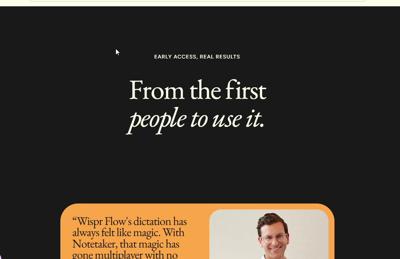 EARLY ACCESS, REAL RESULTS
From the first
people to use it.
“Wispr Flow's dictation has
always felt like magic. With
Notetaker, that magic has
gone multiplayer with no